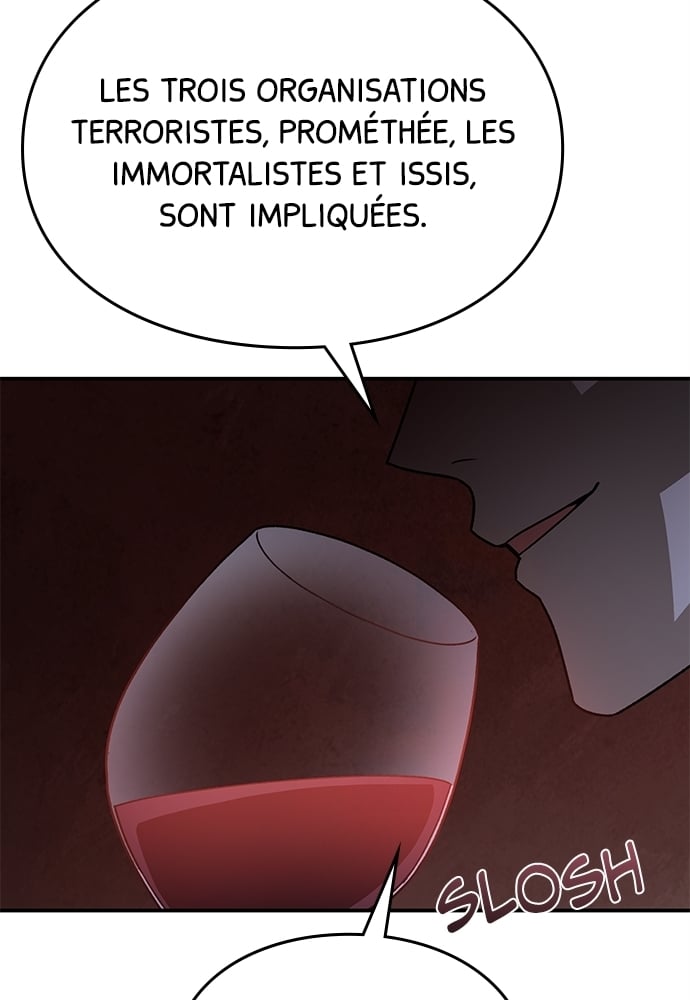 LES TROIS ORGANISATIONS
TERRORISTES, PROMÉTHÉE, LES
IMMORTALISTES ET ISSIS,
SONT IMPLIQUÉES.
SLOSH